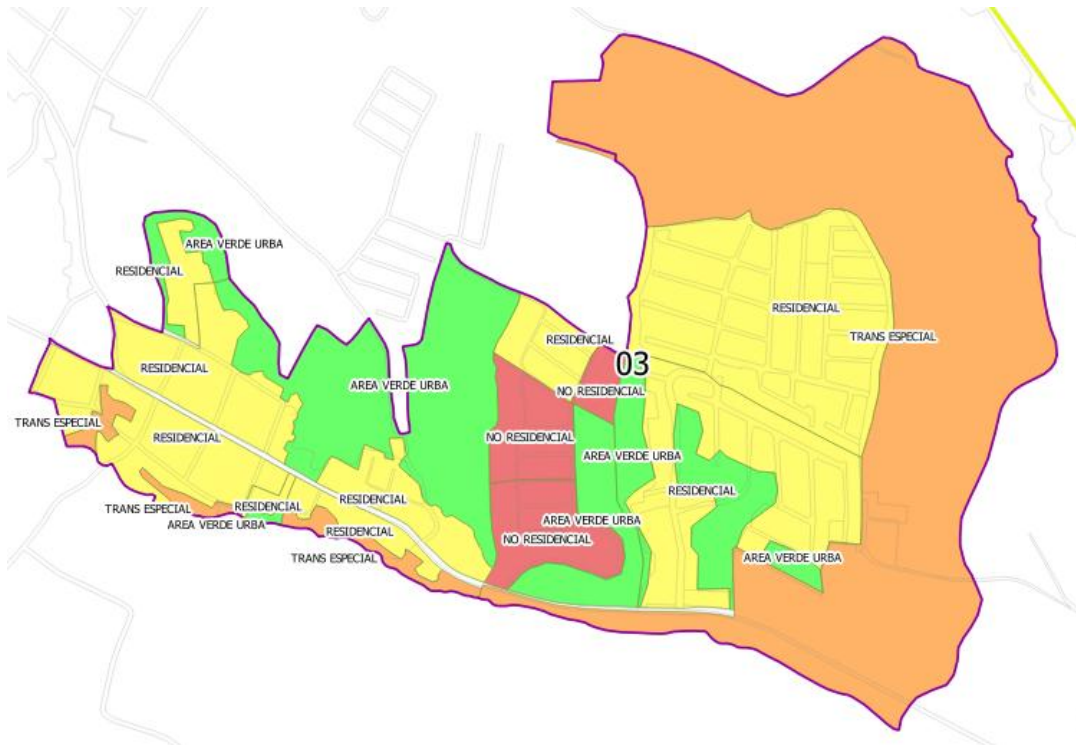 AREA VERDE URBA
RESIDENCIAL
RESIDENCIAL
TRANS ESPECIAL
RESIDENCIAL
03
RESIDENCIAL
RESIDENCIAL
AREA VERDE URBA
NO RESIDENCIAL
TRANS ESPECIAL
RESIDENCIAL
NO RESIDENCIAL
AREA VERDE URBA
RESIDENCIAL
RESIDENCIAL
TRANS ESPECIAL
RESIDENCIAL
AREA VERDE URBA
AREA VERDE URBA
RESIDENCIAL
NO RESIDENCIAL
TRANS ESPECIAL
AREA VERDE URBA